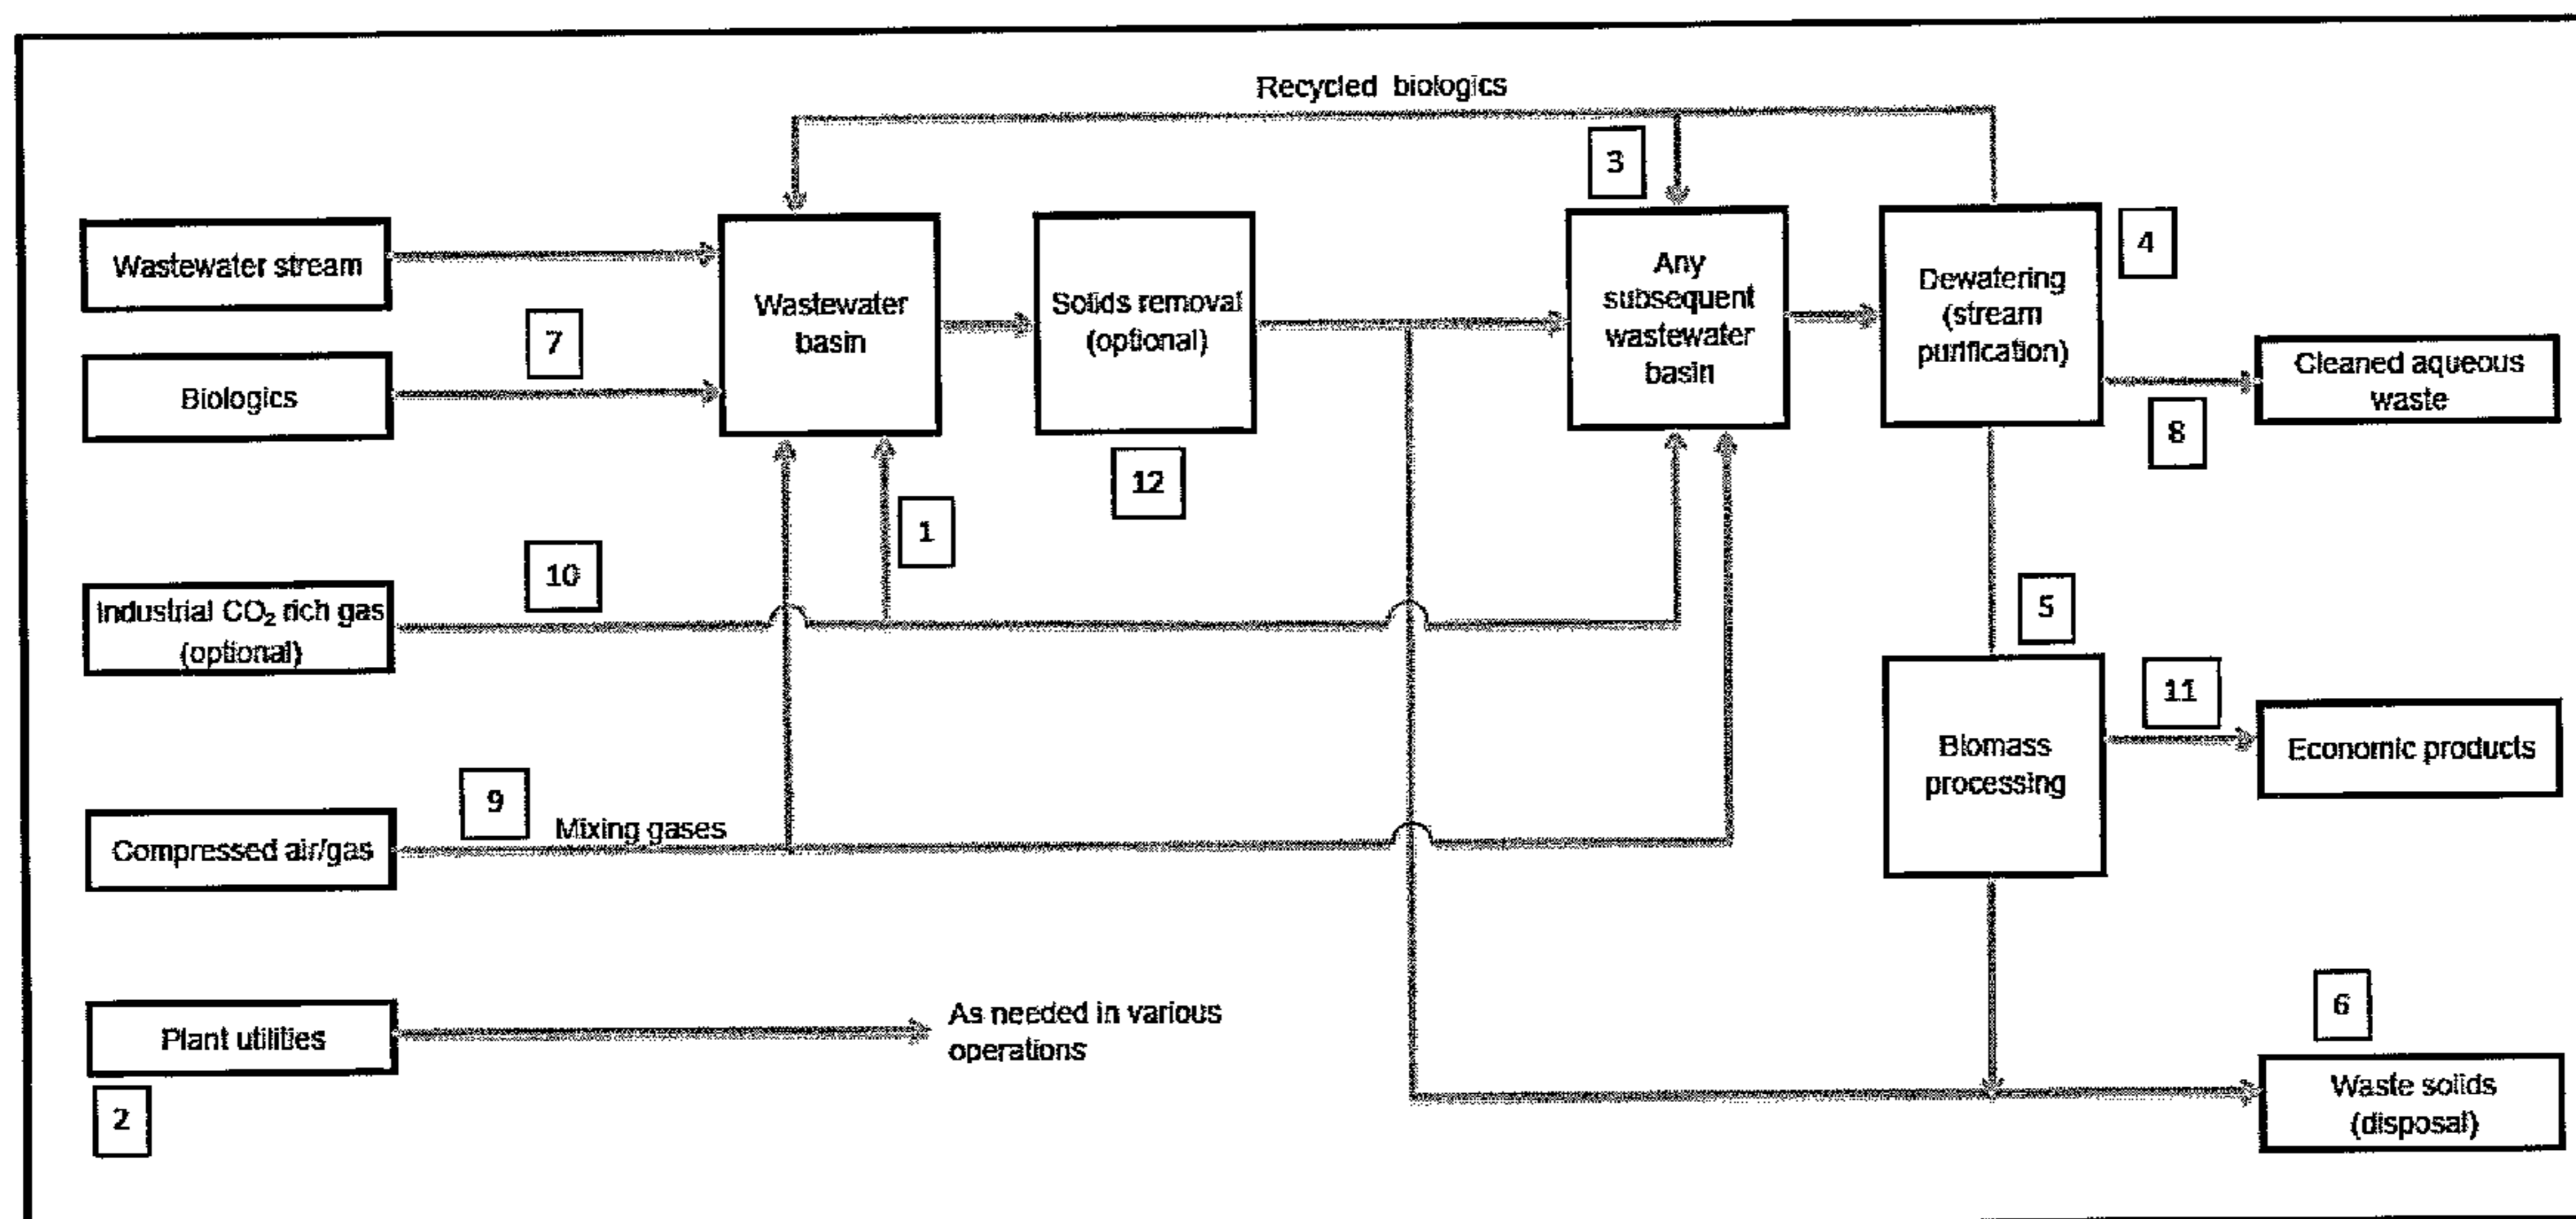 Recycled biologics
3
Wastewater stream
7
Biologics
Wastewater
basin
Solids removal
(optional)
12
Any
subsequent
wastewater
basin
Dewatering
(stream
purification)
4
Cleaned aqueous
waste
8
10
1
Industrial CO₂ rich gas
(optional)
5
11
Biomass
processing
Economic products
9
Mixing gases
Compressed air/gas
Plant utilities
As needed in various
operations
2
6
Waste solids
(disposal)